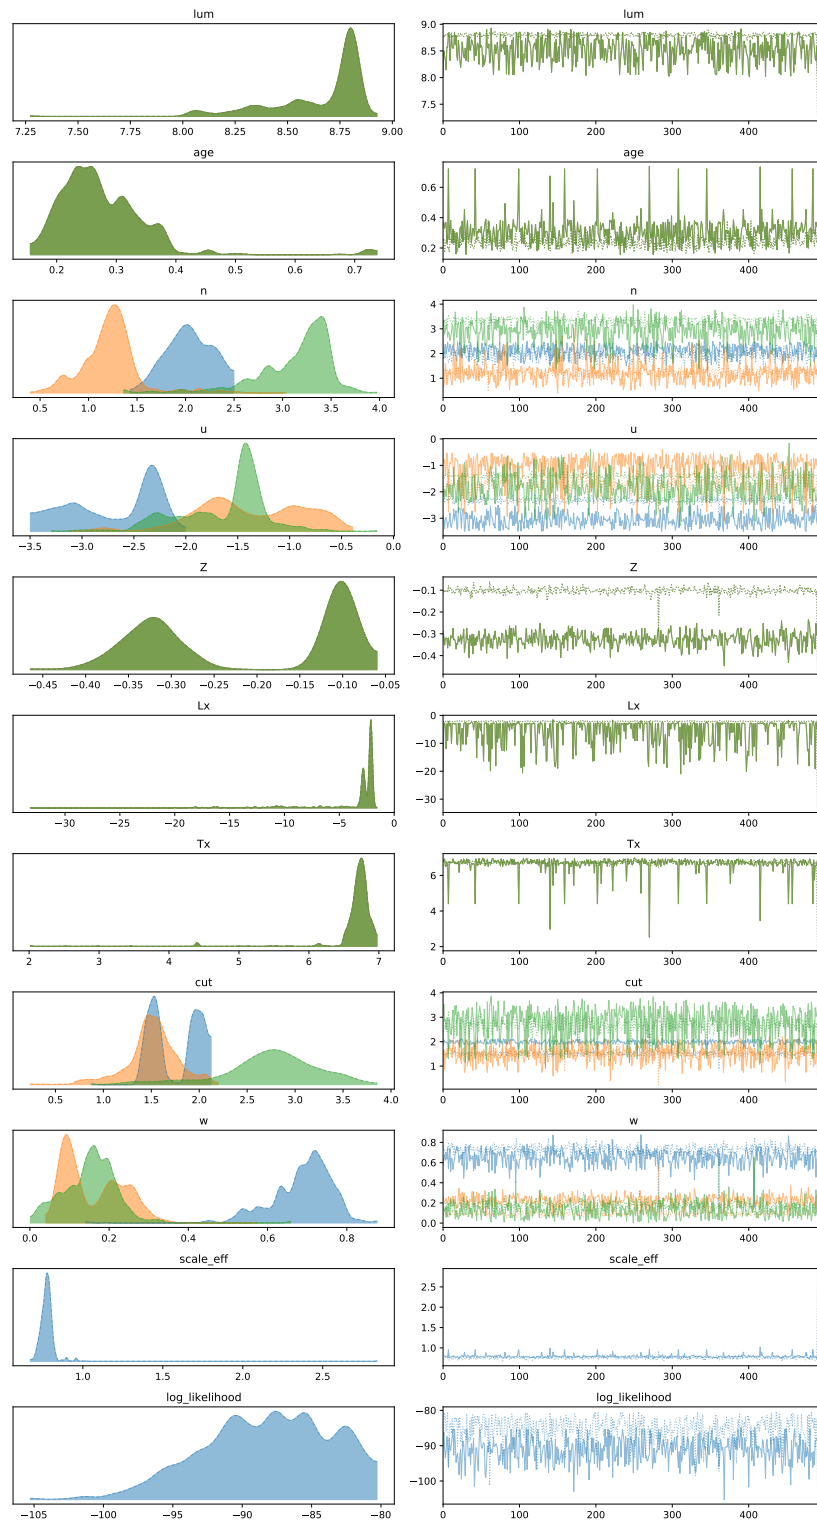 lum lum
9.0
8.5
8.0
7.5
7.25 7.50 7.75 8.00 8.25 8.50 8.75 9.00 0 100 200 300 400
age age
0.6
0.4
0.2
0.2 0.3 0.4 0.5 0.6 0.7 0 100 200 300 400
n n
4
3
2
1
0.5 1.0 1.5 2.0 2.5 3.0 3.5 4.0 0 100 200 300 400
u u
0
−1
−2
−3
−3.5 −3.0 −2.5 −2.0 −1.5 −1.0 −0.5 0.0 0 100 200 300 400
Z Z
−0.1
−0.2
−0.3
−0.4
−0.45 −0.40 −0.35 −0.30 −0.25 −0.20 −0.15 −0.10 −0.05 0 100 200 300 400
Lx Lx
0
−10
−20
−30
−30 −25 −20 −15 −10 −5 0 0 100 200 300 400
Tx Tx
6
4
2
2 3 4 5 6 7 0 100 200 300 400
cut cut
4
3
2
1
0.5 1.0 1.5 2.0 2.5 3.0 3.5 4.0 0 100 200 300 400
w w
0.8
0.6
0.4
0.2
0.0
0.0 0.2 0.4 0.6 0.8 0 100 200 300 400
scale_eff scale_eff
2.5
2.0
1.5
1.0
1.0 1.5 2.0 2.5 0 100 200 300 400
log_likelihood log_likelihood
−80
−90
−100
−105 −100 −95 −90 −85 −80 0 100 200 300 400